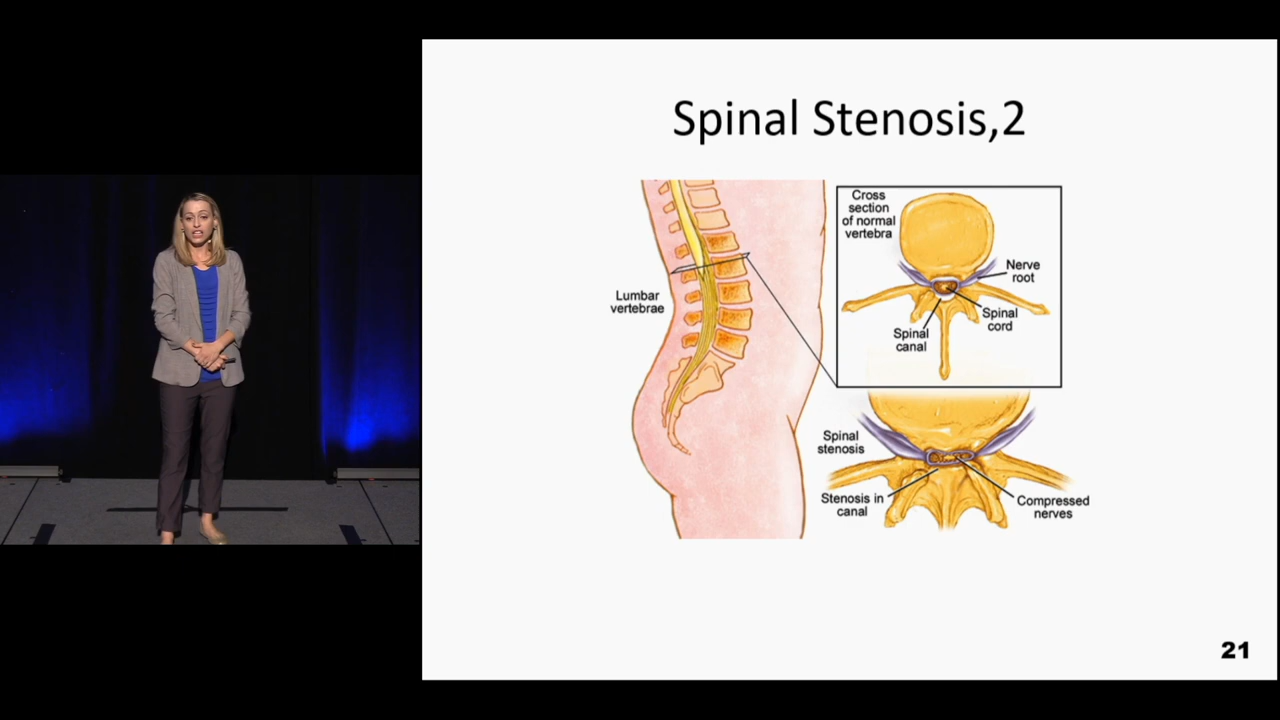 Spinal Stenosis,2
Cross
section
of normal
vertebra
Nerve
root
Lumbar
vertebrae
Spinal
cord
Spinal
canal
Spinal
stenosis
Stenosis in
canal
Compressed
nerves
21